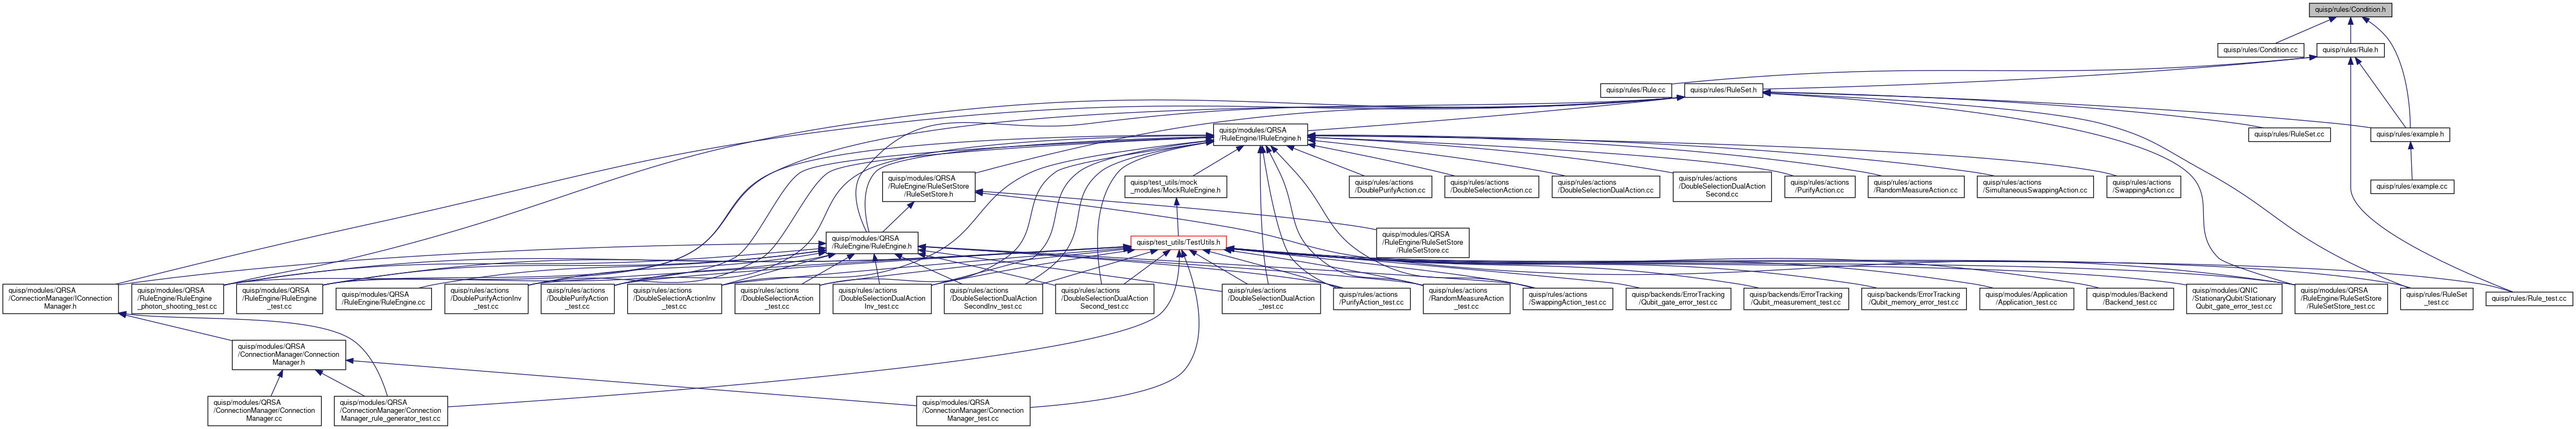 quisp/rules/Condition.h
quisp/rules/Condition.cc
quisp/rules/Rule.h
quisp/rules/Rule.cc
quisp/rules/RuleSet.h
quisp/modules/QRSA
/RuleEngine/IRuleEngine.h
quisp/rules/RuleSet.cc
quisp/rules/example.h
quisp/modules/QRSA
/RuleEngine/RuleSetStore
/RuleSetStore.h
quisp/test_utils/mock
_modules/MockRuleEngine.h
quisp/rules/actions
/DoublePurifyAction.cc
quisp/rules/actions
/DoubleSelectionAction.cc
quisp/rules/actions
/DoubleSelectionDualAction.cc
quisp/rules/actions
/DoubleSelectionDualAction
Second.cc
quisp/rules/actions
/PurifyAction.cc
quisp/rules/actions
/RandomMeasureAction.cc
quisp/rules/actions
/SimultaneousSwappingAction.cc
quisp/rules/actions
/SwappingAction.cc
quisp/rules/example.cc
quisp/modules/QRSA
/RuleEngine/RuleEngine.h
quisp/test_utils/TestUtils.h
quisp/modules/QRSA
/RuleEngine/RuleSetStore
/RuleSetStore.cc
quisp/modules/QRSA
/ConnectionManager/IConnection
Manager.h
quisp/modules/QRSA
/RuleEngine/RuleEngine
_photon_shooting_test.cc
quisp/modules/QRSA
/RuleEngine/RuleEngine
_test.cc
quisp/modules/QRSA
/RuleEngine/RuleEngine.cc
quisp/rules/actions
/DoublePurifyActionInv
_test.cc
quisp/rules/actions
/DoublePurifyAction
_test.cc
quisp/rules/actions
/DoubleSelectionActionInv
_test.cc
quisp/rules/actions
/DoubleSelectionAction
_test.cc
quisp/rules/actions
/DoubleSelectionDualAction
Inv_test.cc
quisp/rules/actions
/DoubleSelectionDualAction
SecondInv_test.cc
quisp/rules/actions
/DoubleSelectionDualAction
Second_test.cc
quisp/rules/actions
/DoubleSelectionDualAction
_test.cc
quisp/rules/actions
/PurifyAction_test.cc
quisp/rules/actions
/RandomMeasureAction
_test.cc
quisp/rules/actions
/SwappingAction_test.cc
quisp/backends/ErrorTracking
/Qubit_gate_error_test.cc
quisp/backends/ErrorTracking
/Qubit_measurement_test.cc
quisp/backends/ErrorTracking
/Qubit_memory_error_test.cc
quisp/modules/Application
/Application_test.cc
quisp/modules/Backend
/Backend_test.cc
quisp/modules/QNIC
/StationaryQubit/Stationary
Qubit_gate_error_test.cc
quisp/modules/QRSA
/RuleEngine/RuleSetStore
/RuleSetStore_test.cc
quisp/rules/RuleSet
_test.cc
quisp/rules/Rule_test.cc
quisp/modules/QRSA
/ConnectionManager/Connection
Manager.h
quisp/modules/QRSA
/ConnectionManager/Connection
Manager.cc
quisp/modules/QRSA
/ConnectionManager/Connection
Manager_rule_generator_test.cc
quisp/modules/QRSA
/ConnectionManager/Connection
Manager_test.cc